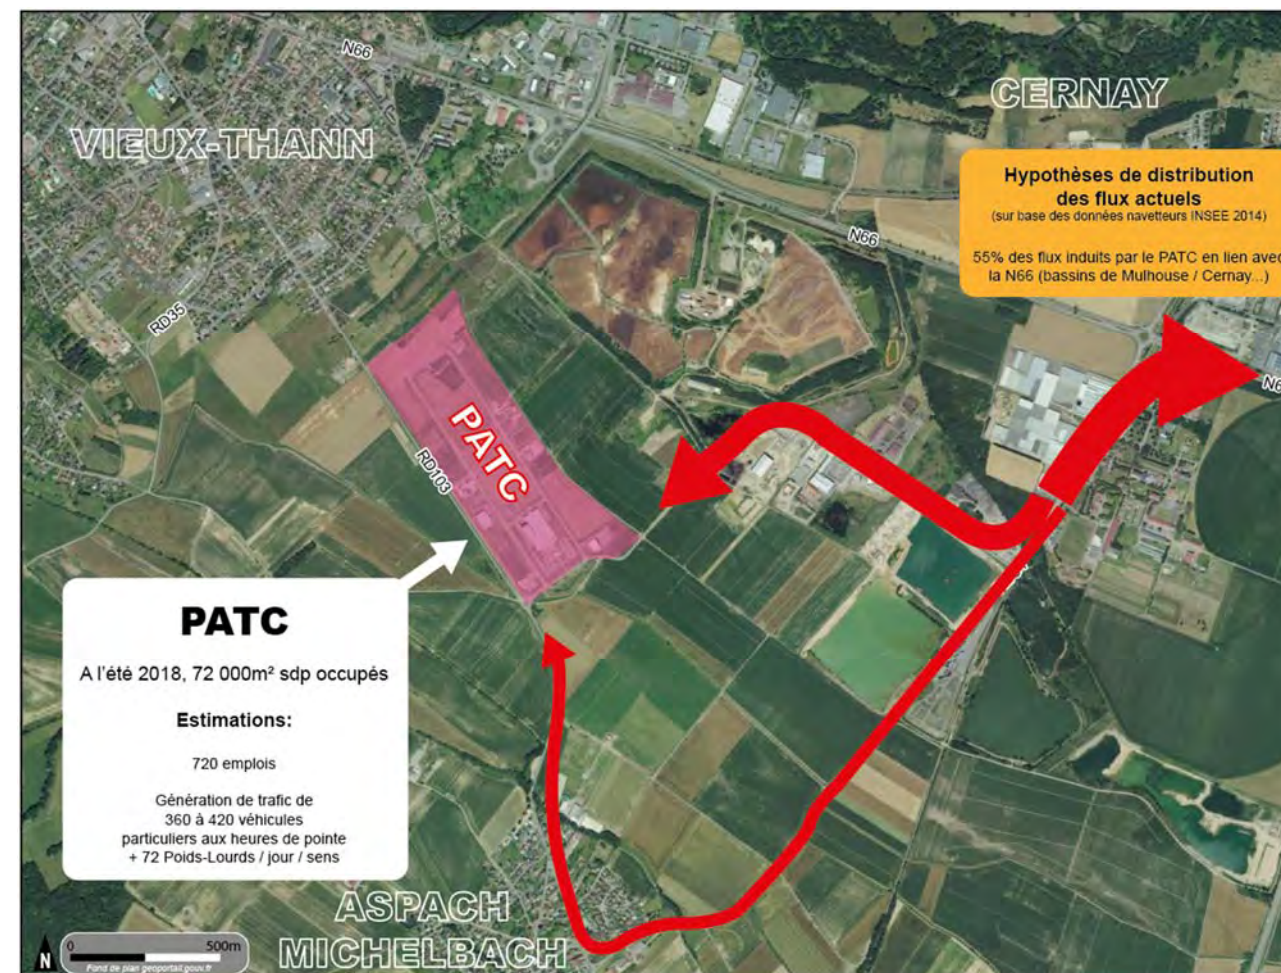 N66
CERNAY
VIEUX-THANN
Hypothèses de distribution
des flux actuels
(sur base des données navetteurs INSEE 2014)
55% des flux induits par le PATC en lien avec
la N66 (bassins de Mulhouse / Cernay...)
N66
RD35
N6
PATC
RD103
PATC
A l'été 2018, 72 000m² sdp occupés
Estimations:
720 emplois
Génération de trafic de
360 à 420 véhicules
particuliers aux heures de pointe
+ 72 Poids-Lourds / jour / sens
ASPACH
MICHELBACH
N
0
500m
Fond de plan geoportail.gouv.fr